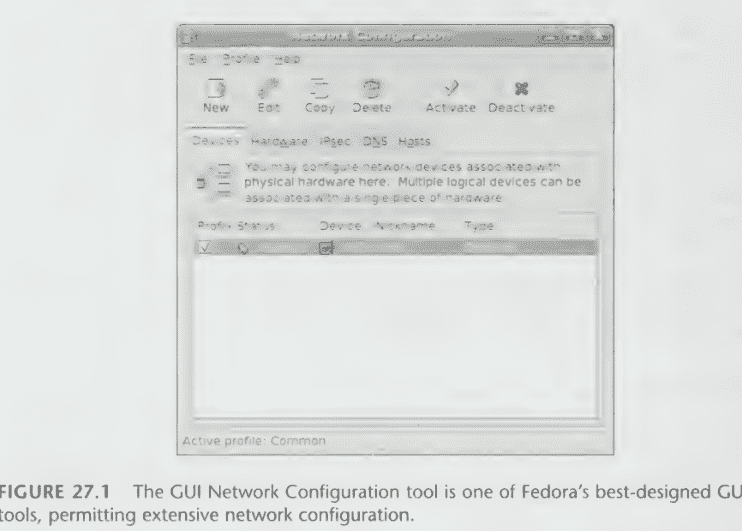 Network Configuration
File Profile Help
New Edit Copy Delete Activate Deactivate
Devices Hardware IPsec DNS Hosts
You may configure network devices associated with
physical hardware here. Multiple logical devices can be
associated with a single piece of hardware
Profile Status Device Nickname Type
Active profile: Common
FIGURE 27.1 The GUI Network Configuration tool is one of Fedora's best-designed GU
tools, permitting extensive network configuration.